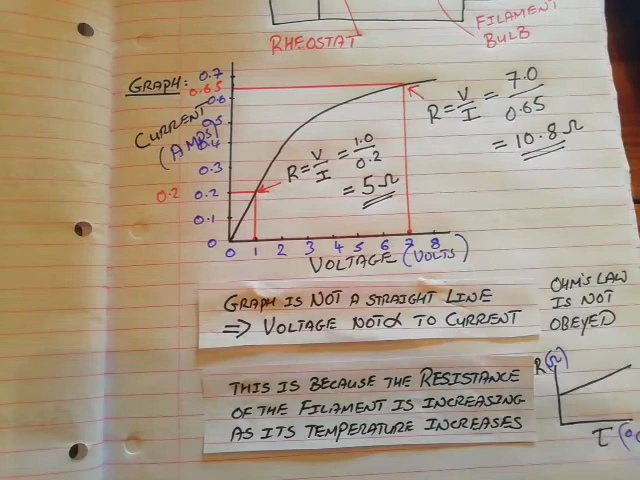 RHEOSTAT
FILAMENT
BULB
GRAPH:
CURRENT
(AMPS)
0.7
0.65
0.6
0.5
0.4
0.3
0.2
0.2
0.1
0
0 1 2 3 4 5 6 7 8
VOLTAGE (VOLTS)
R = V/I = 1.0/0.2
= 5Ω
R = V/I = 7.0/0.65
= 10.8Ω
GRAPH IS NOT A STRAIGHT LINE
⇒ VOLTAGE NOT ∝ TO CURRENT
OHM'S LAW
IS NOT
OBEYED
THIS IS BECAUSE THE RESISTANCE
OF THE FILAMENT IS INCREASING
AS ITS TEMPERATURE INCREASES
R(Ω)
T(°C